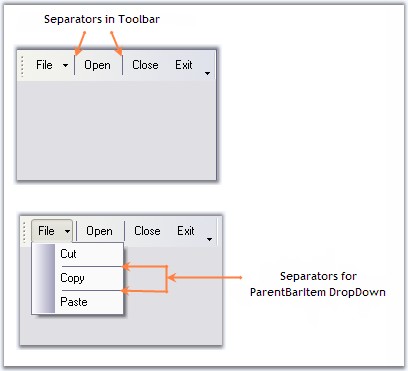 Separators in Toolbar
File Open Close Exit
File Open Close Exit
Cut
Copy
Paste
Separators for
ParentBarItem DropDown